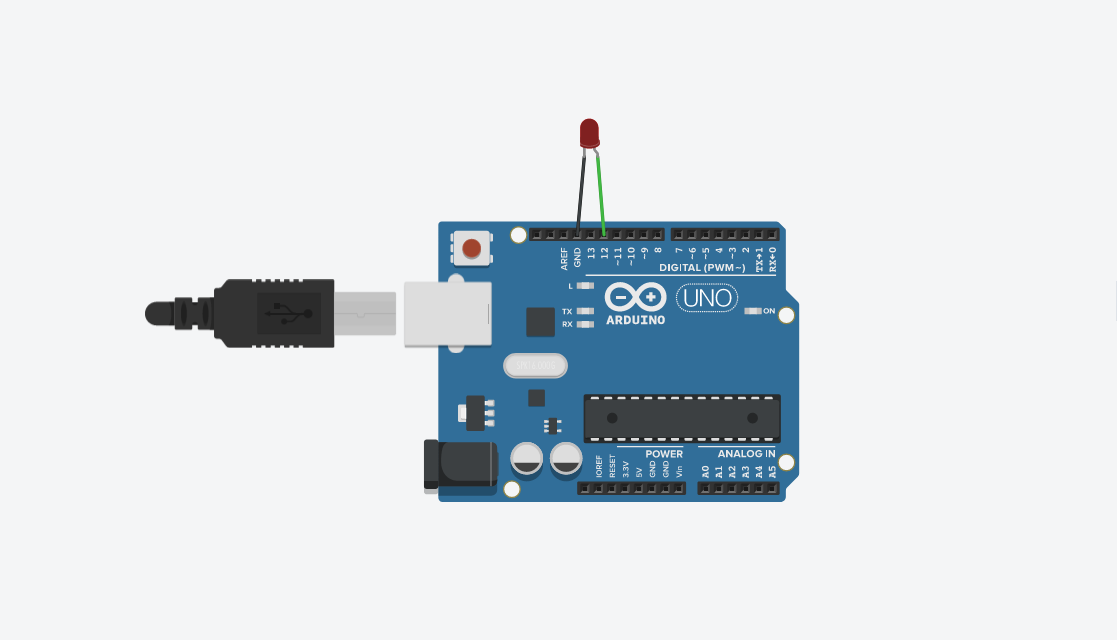 AREF
GND
13
12
~11
~10
~9
8
7
~6
~5
4
~3
2
TX→1
RX←0
DIGITAL (PWM~)
L
TX
RX
ARDUINO
UNO
ON
POWER
ANALOG IN
IOREF
RESET
3.3V
5V
GND
GND
Vin
A0
A1
A2
A3
A4
A5